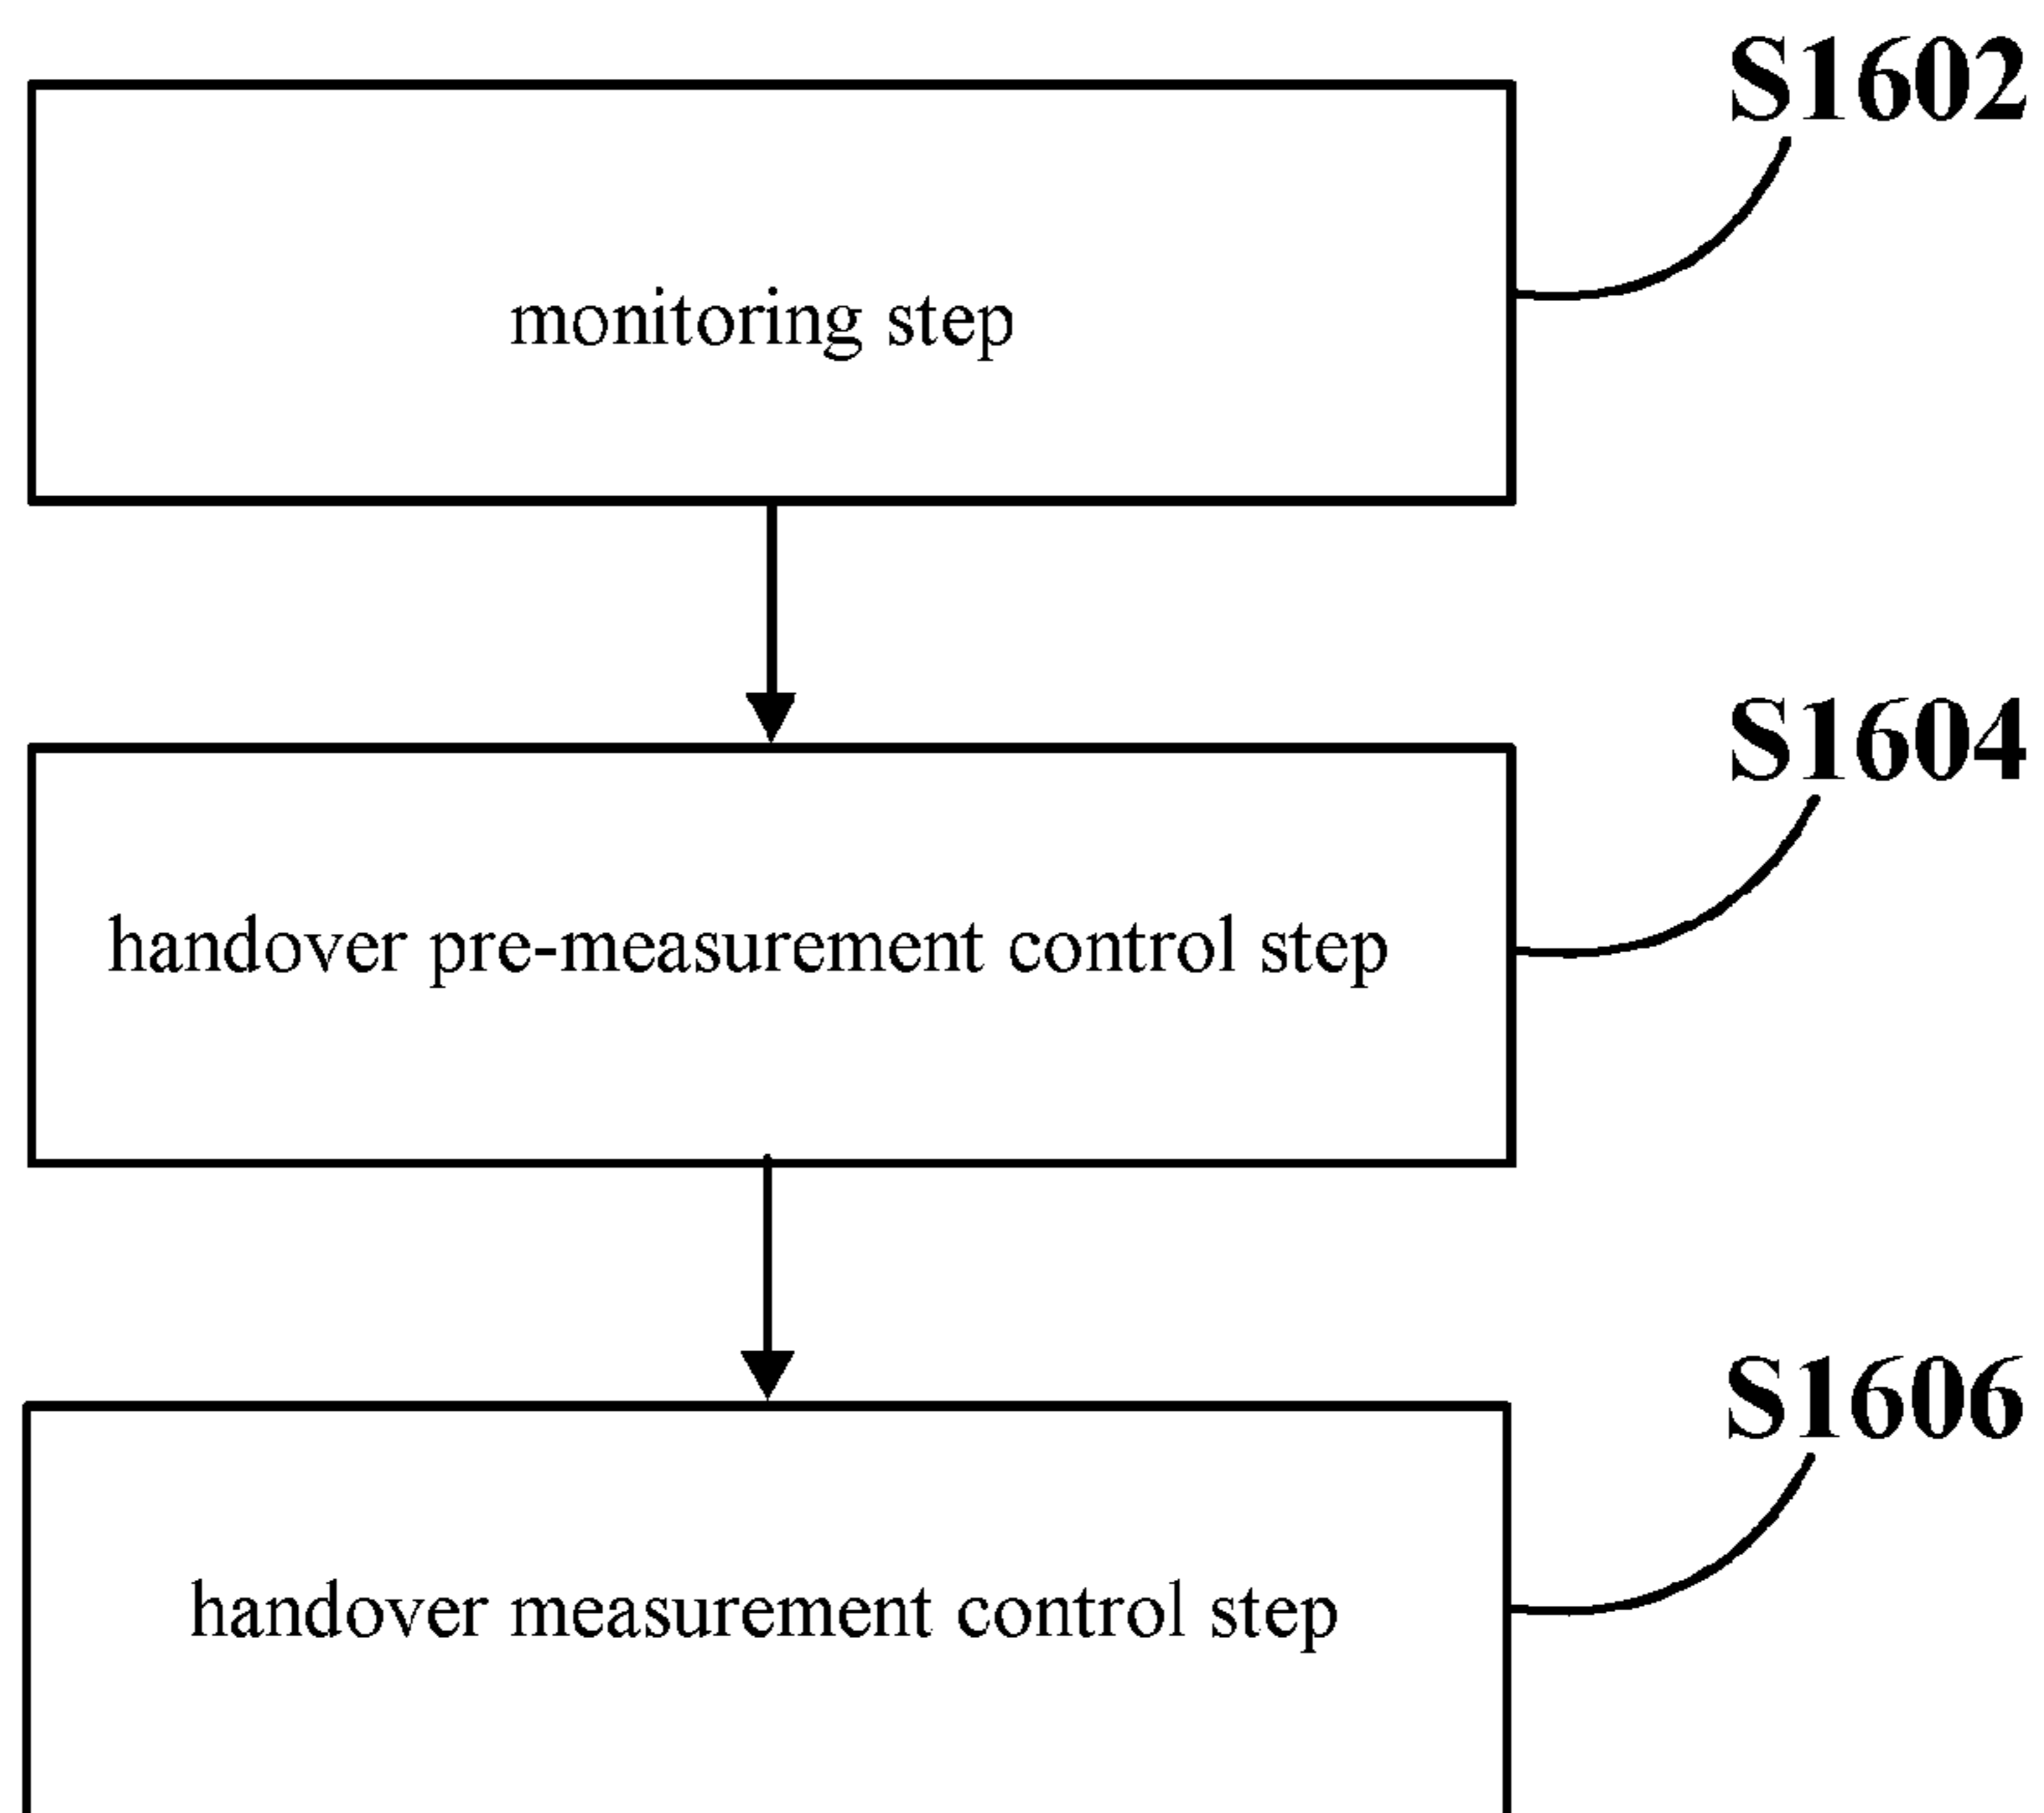 S1602
monitoring step
S1604
handover pre-measurement control step
S1606
handover measurement control step